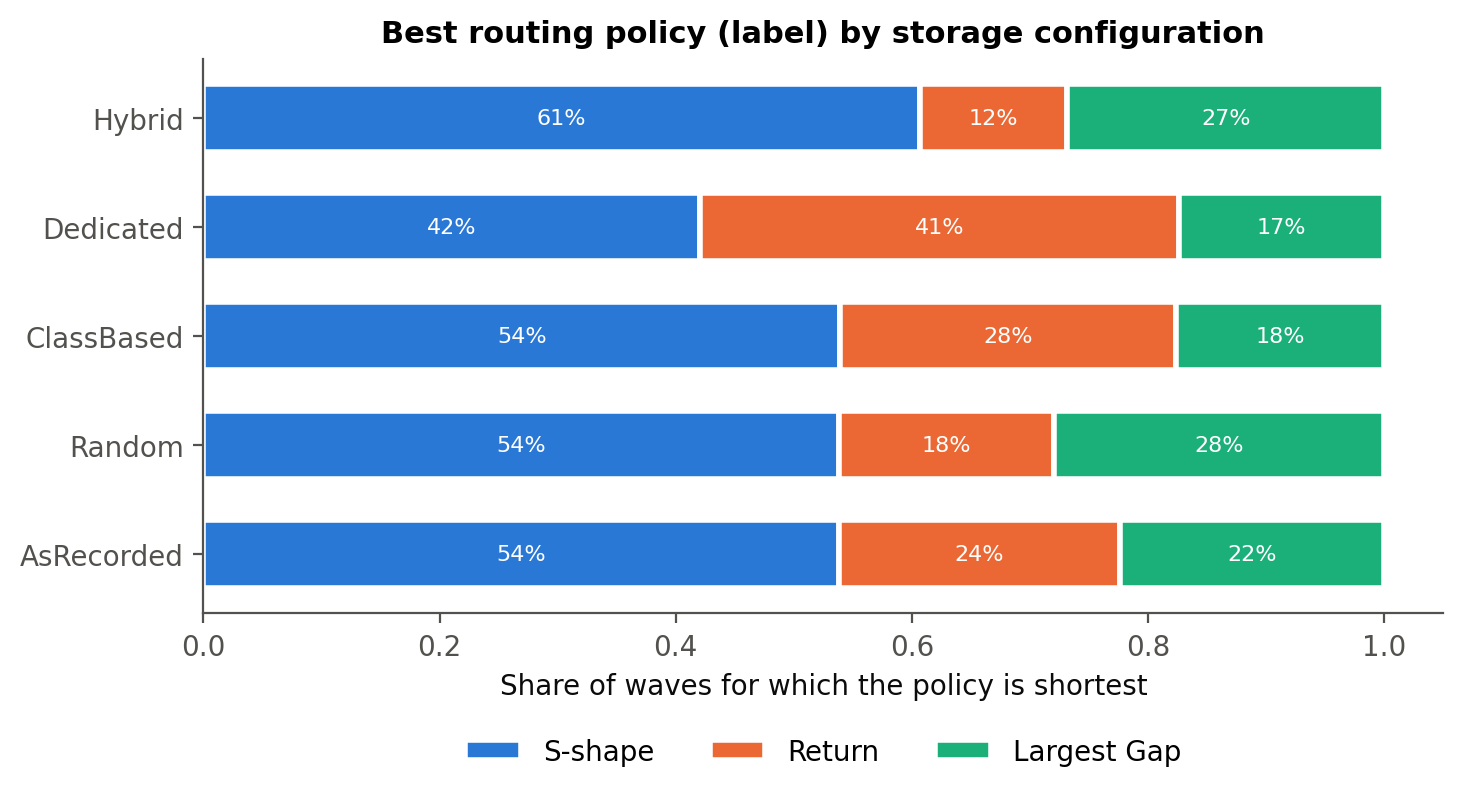 Best routing policy (label) by storage configuration
Hybrid 61% 12% 27%
Dedicated 42% 41% 17%
ClassBased 54% 28% 18%
Random 54% 18% 28%
AsRecorded 54% 24% 22%
0.0 0.2 0.4 0.6 0.8 1.0
Share of waves for which the policy is shortest
S-shape Return Largest Gap